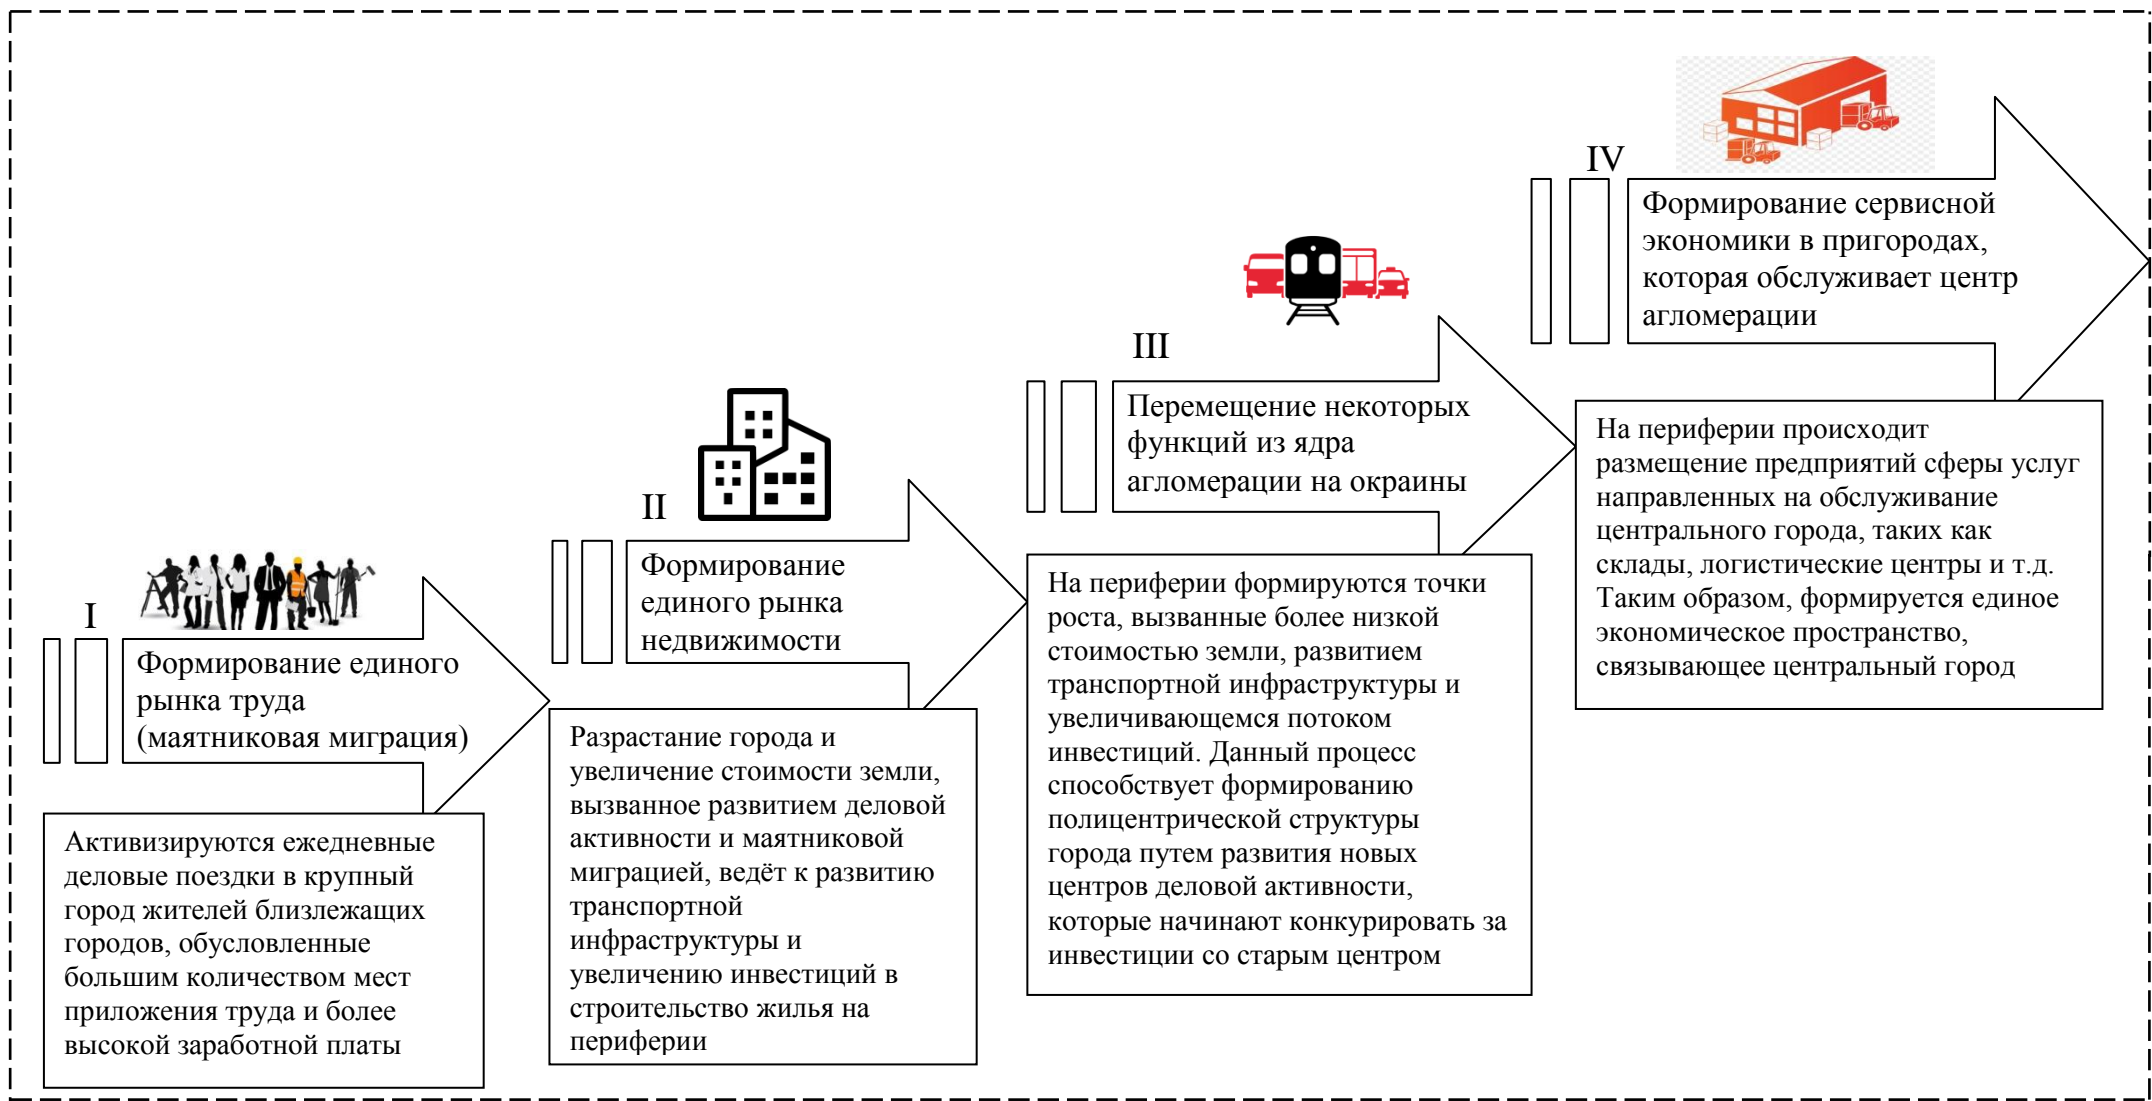 I
Формирование единого
рынка труда
(маятниковая миграция)
Активизируются ежедневные
деловые поездки в крупный
город жителей близлежащих
городов, обусловленные
большим количеством мест
приложения труда и более
высокой заработной платы
II
Формирование
единого рынка
недвижимости
Разрастание города и
увеличение стоимости земли,
вызванное развитием деловой
активности и маятниковой
миграцией, ведёт к развитию
транспортной
инфраструктуры и
увеличению инвестиций в
строительство жилья на
периферии
III
Перемещение некоторых
функций из ядра
агломерации на окраины
На периферии формируются точки
роста, вызванные более низкой
стоимостью земли, развитием
транспортной инфраструктуры и
увеличивающемся потоком
инвестиций. Данный процесс
способствует формированию
полицентрической структуры
города путем развития новых
центров деловой активности,
которые начинают конкурировать за
инвестиции со старым центром
IV
Формирование сервисной
экономики в пригородах,
которая обслуживает центр
агломерации
На периферии происходит
размещение предприятий сферы услуг
направленных на обслуживание
центрального города, таких как
склады, логистические центры и т.д.
Таким образом, формируется единое
экономическое пространство,
связывающее центральный город